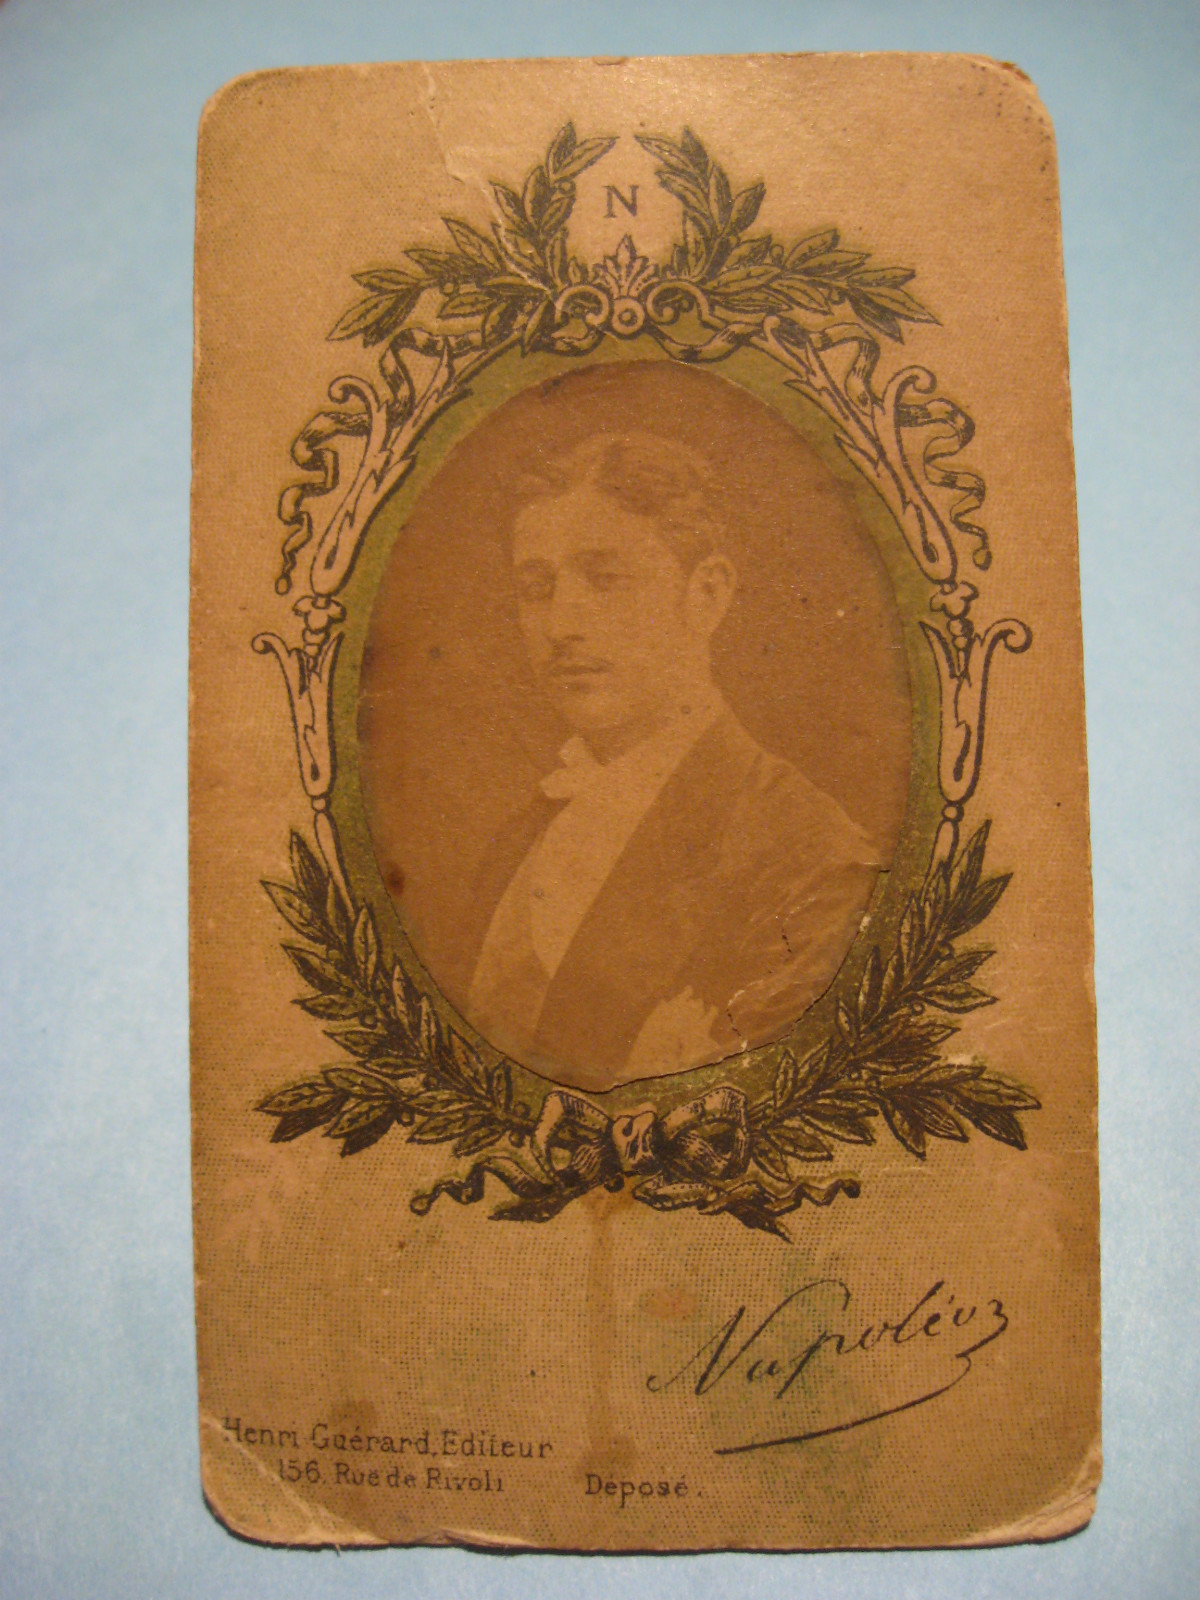 N
Napoléon
Henri Guérard, Editeur
156, Rue de Rivoli
Déposé.